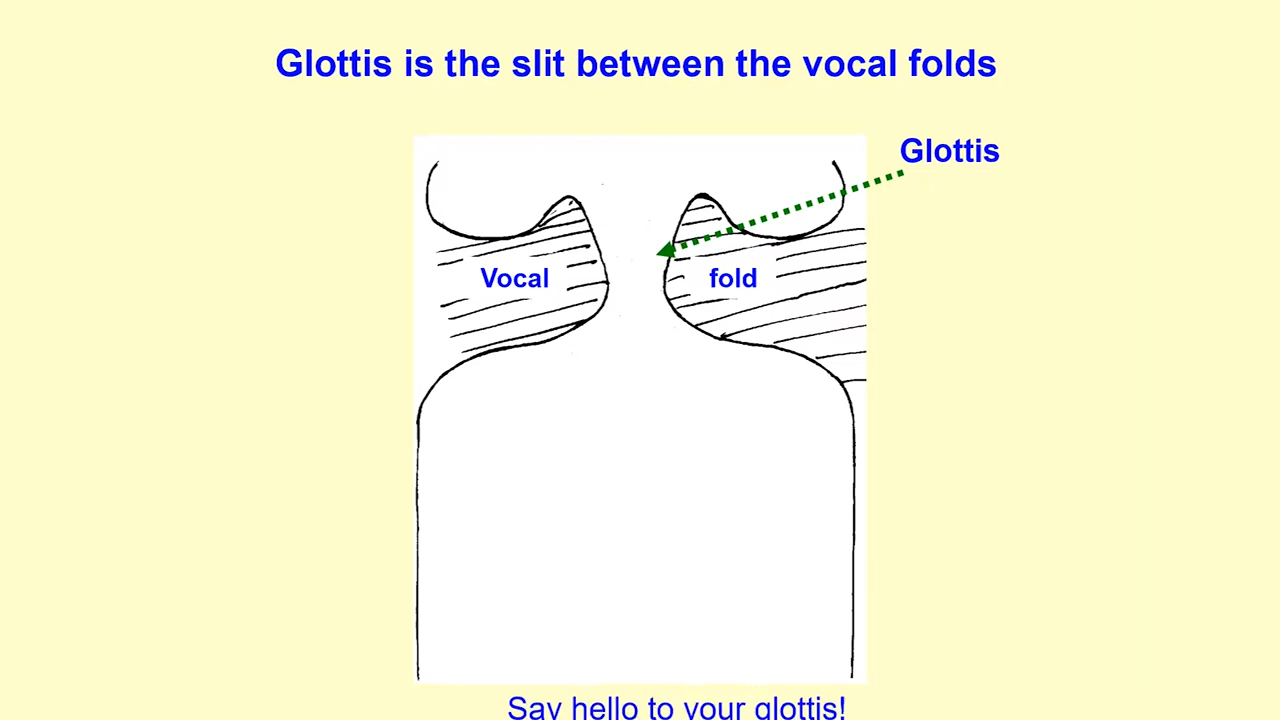 Glottis is the slit between the vocal folds
Glottis
Vocal fold
Say hello to your glottis!